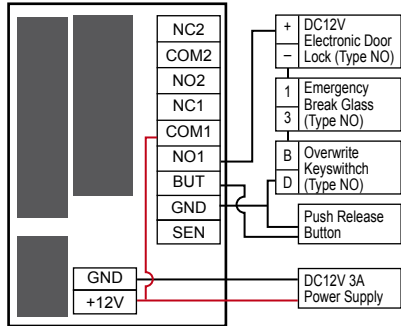 NC2
COM2
NO2
NC1
COM1
NO1
BUT
GND
SEN
GND
+12V
+ DC12V
Electronic Door
– Lock (Type NO)
1 Emergency
Break Glass
3 (Type NO)
B Overwrite
Keyswithch
D (Type NO)
Push Release
Button
DC12V 3A
Power Supply